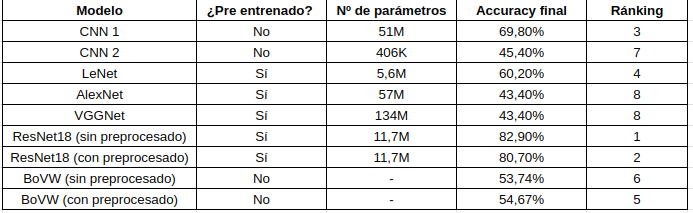 Modelo ¿Pre entrenado? Nº de parámetros Accuracy final Ránking
CNN 1 No 51M 69,80% 3
CNN 2 No 406K 45,40% 7
LeNet Sí 5,6M 60,20% 4
AlexNet Sí 57M 43,40% 8
VGGNet Sí 134M 43,40% 8
ResNet18 (sin preprocesado) Sí 11,7M 82,90% 1
ResNet18 (con preprocesado) Sí 11,7M 80,70% 2
BoVW (sin preprocesado) No - 53,74% 6
BoVW (con preprocesado) No - 54,67% 5